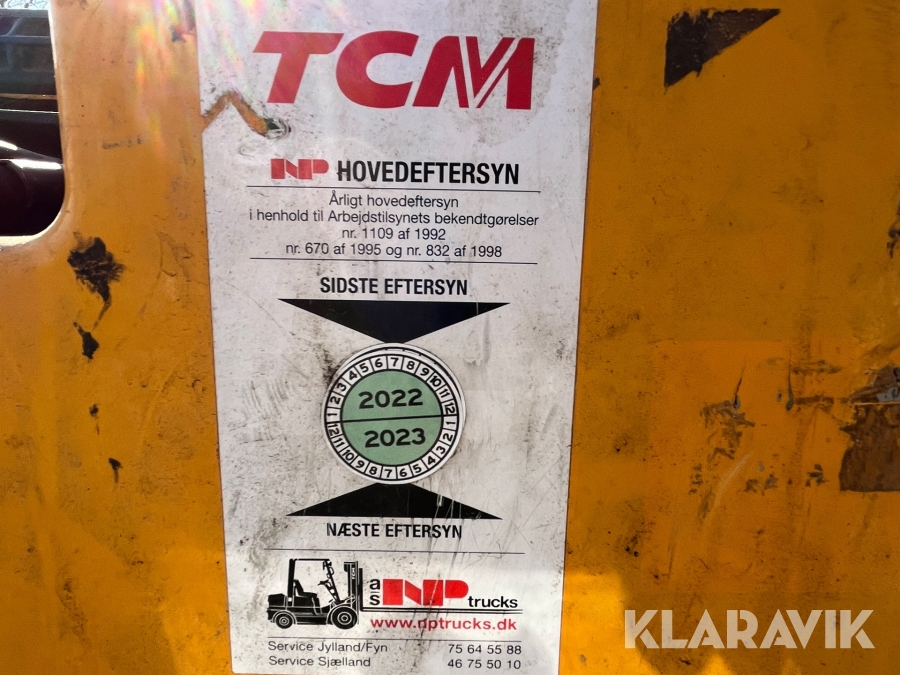 TCM
NP HOVEDEFTERSYN
Årligt hovedeftersyn
i henhold til Arbejdstilsynets bekendtgørelser
nr. 1109 af 1992
nr. 670 af 1995 og nr. 832 af 1998
SIDSTE EFTERSYN
1 2 3 4 5 6 7 8 9 10 11 12
2022
2023
1 2 3 4 5 6 7 8 9 10 11 12
NÆSTE EFTERSYN
TCM
as NP trucks
www.nptrucks.dk
Service Jylland/Fyn 75 64 55 88
Service Sjælland 46 75 50 10
KLARAVIK